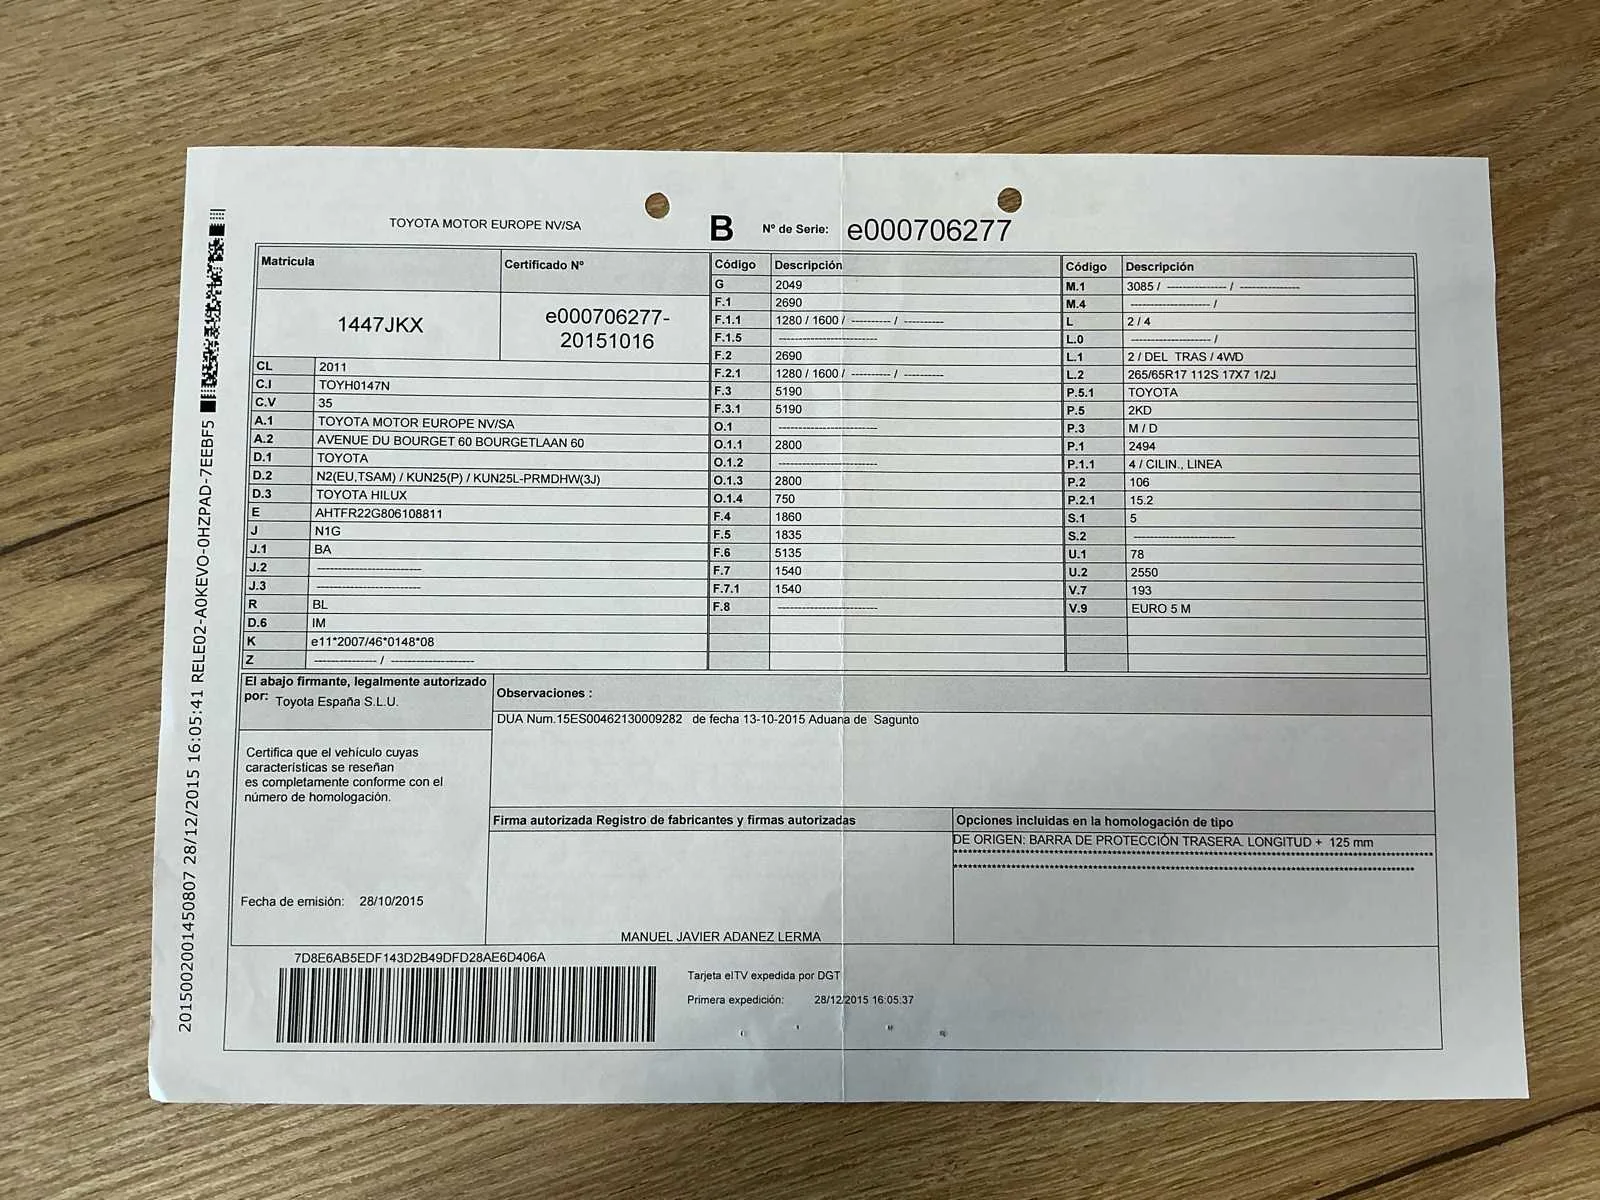 TOYOTA MOTOR EUROPE NV/SA
B Nº de Serie: e000706277
Matricula
Certificado Nº
1447JKX
e000706277-
20151016
CL 2011
C.I TOYH0147N
C.V 35
A.1 TOYOTA MOTOR EUROPE NV/SA
A.2 AVENUE DU BOURGET 60 BOURGETLAAN 60
D.1 TOYOTA
D.2 N2(EU,TSAM) / KUN25(P) / KUN25L-PRMDHW(3J)
D.3 TOYOTA HILUX
E AHTFR22G806108811
J N1G
J.1 BA
J.2 --------------------------
J.3 --------------------------
R BL
D.6 IM
K e11*2007/46*0148*08
Z ---------------- / ---------------------
Código Descripción
G 2049
F.1 2690
F.1.1 1280 / 1600 / ---------- / ----------
F.1.5 -------------------------
F.2 2690
F.2.1 1280 / 1600 / ---------- / ----------
F.3 5190
F.3.1 5190
O.1 -------------------------
O.1.1 2800
O.1.2 -------------------------
O.1.3 2800
O.1.4 750
F.4 1860
F.5 1835
F.6 5135
F.7 1540
F.7.1 1540
F.8 -------------------------
Código Descripción
M.1 3085 / --------------- / ---------------
M.4 -------------------- /
L 2 / 4
L.0 -------------------- /
L.1 2 / DEL TRAS / 4WD
L.2 265/65R17 112S 17X7 1/2J
P.5.1 TOYOTA
P.5 2KD
P.3 M / D
P.1 2494
P.1.1 4 / CILIN., LINEA
P.2 106
P.2.1 15.2
S.1 5
S.2 --------------------------
U.1 78
U.2 2550
V.7 193
V.9 EURO 5 M
El abajo firmante, legalmente autorizado
por: Toyota España S.L.U.
Certifica que el vehículo cuyas
características se reseñan
es completamente conforme con el
número de homologación.
Fecha de emisión: 28/10/2015
Observaciones :
DUA Num.15ES00462130009282 de fecha 13-10-2015 Aduana de Sagunto
Firma autorizada Registro de fabricantes y firmas autorizadas
MANUEL JAVIER ADANEZ LERMA
Opciones incluidas en la homologación de tipo
DE ORIGEN: BARRA DE PROTECCIÓN TRASERA. LONGITUD + 125 mm
7D8E6AB5EDF143D2B49DFD28AE6D406A
Tarjeta eITV expedida por DGT
Primera expedición: 28/12/2015 16:05:37
20150020014508​07 28/12/2015 16:05:41 RELE02-A0KEVO-0HZPAD-7EEBF5